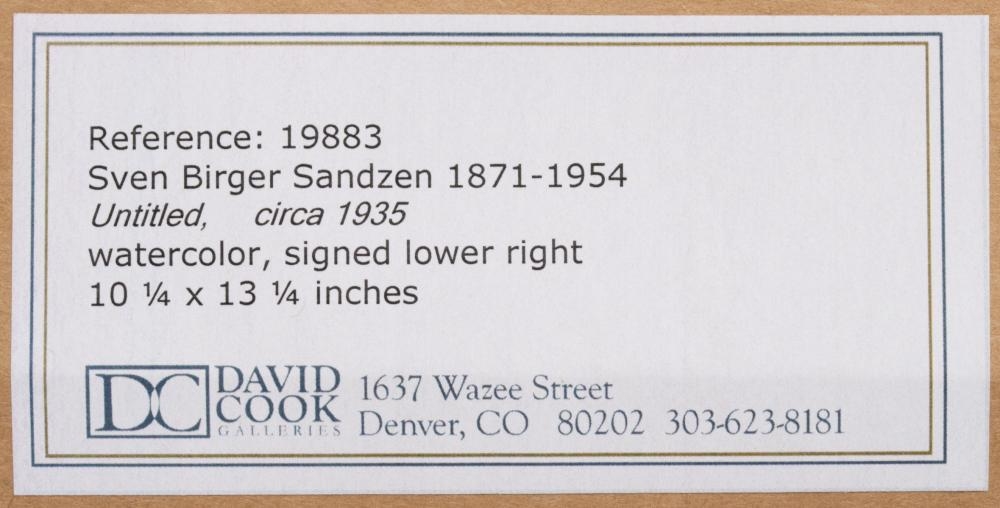 Reference: 19883
Sven Birger Sandzen 1871-1954
Untitled, circa 1935
watercolor, signed lower right
10 ¼ x 13 ¼ inches
DC DAVID COOK GALLERIES
1637 Wazee Street
Denver, CO 80202 303-623-8181